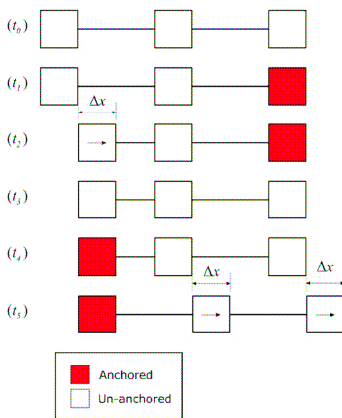 (t₀)
(t₁)
Δx
(t₂)
(t₃)
(t₄)
Δx
Δx
(t₅)
Anchored
Un-anchored